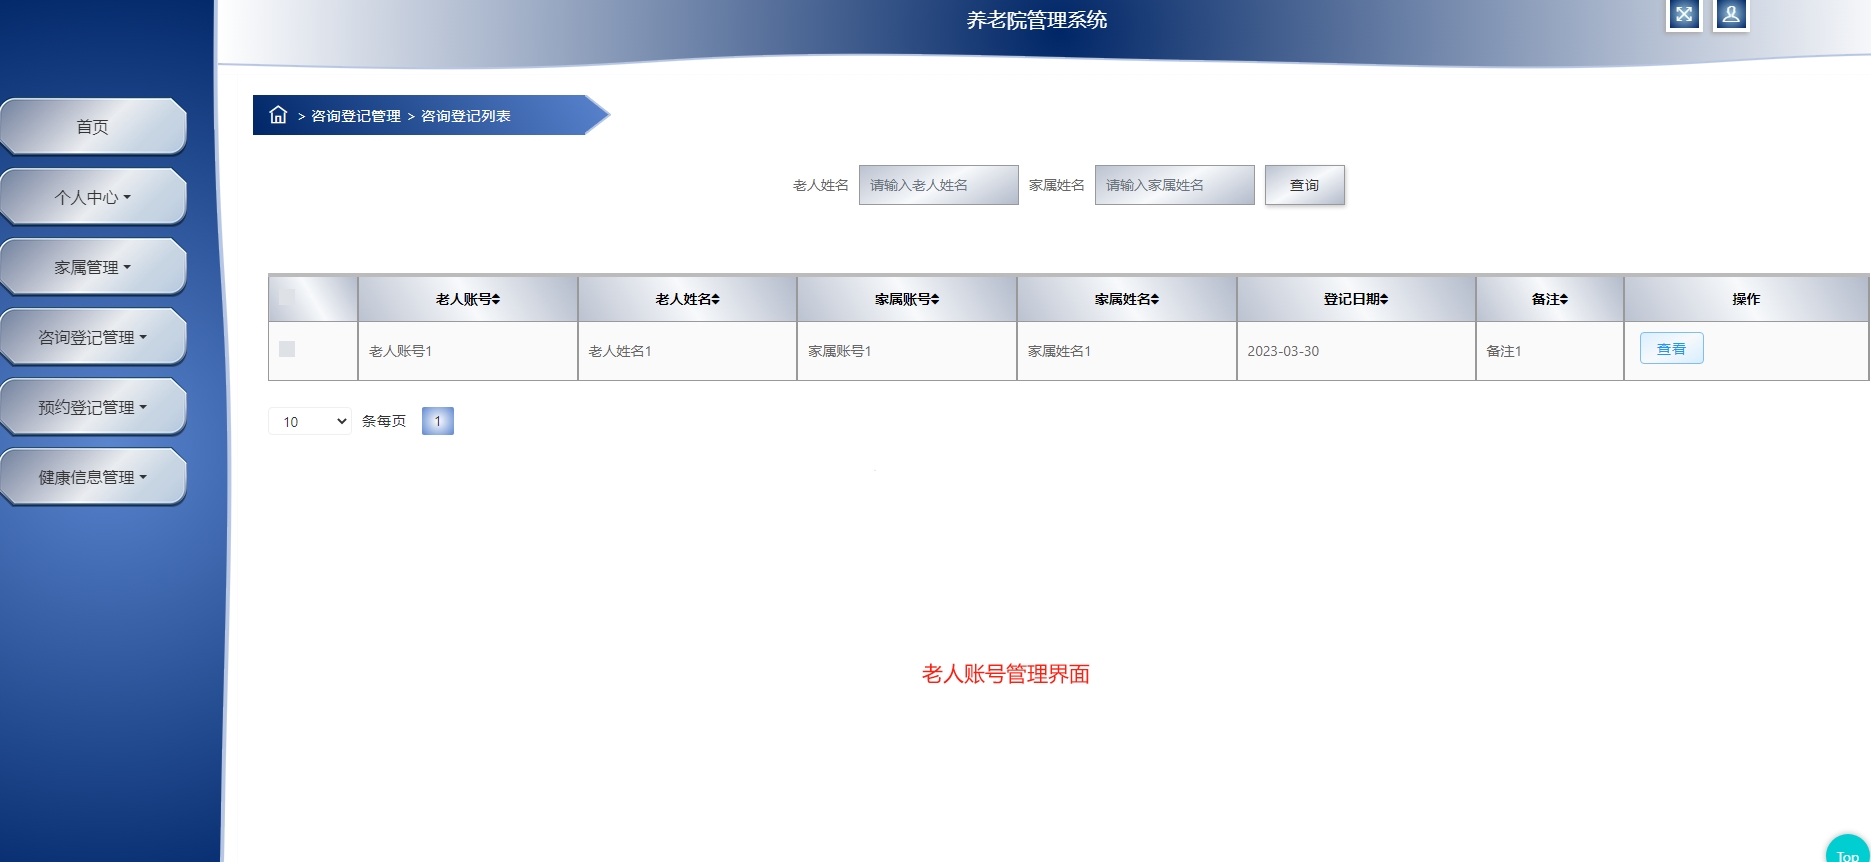 养老院管理系统
首页
个人中心
家属管理
咨询登记管理
预约登记管理
健康信息管理
> 咨询登记管理 > 咨询登记列表
老人姓名 请输入老人姓名 家属姓名 请输入家属姓名 查询
老人账号 老人姓名 家属账号 家属姓名 登记日期 备注 操作
老人账号1 老人姓名1 家属账号1 家属姓名1 2023-03-30 备注1 查看
10 条每页 1
老人账号管理界面
Top